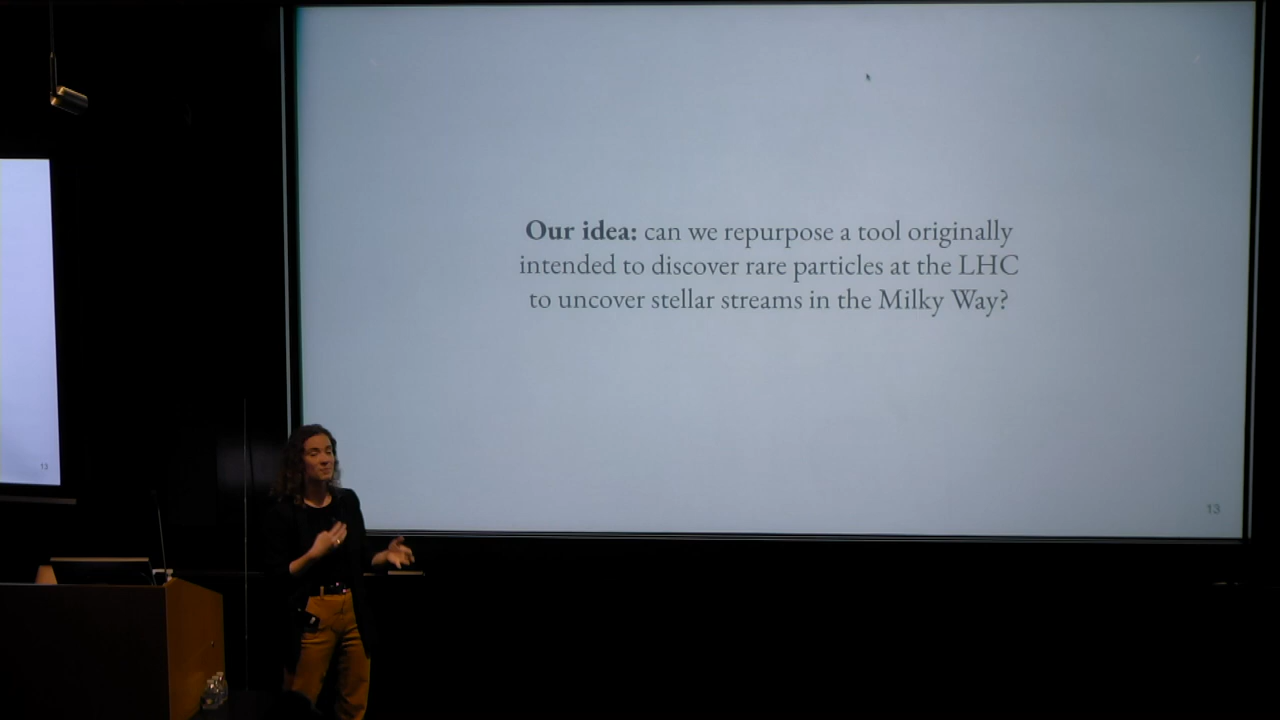 Our idea: can we repurpose a tool originally
intended to discover rare particles at the LHC
to uncover stellar streams in the Milky Way?
13
13